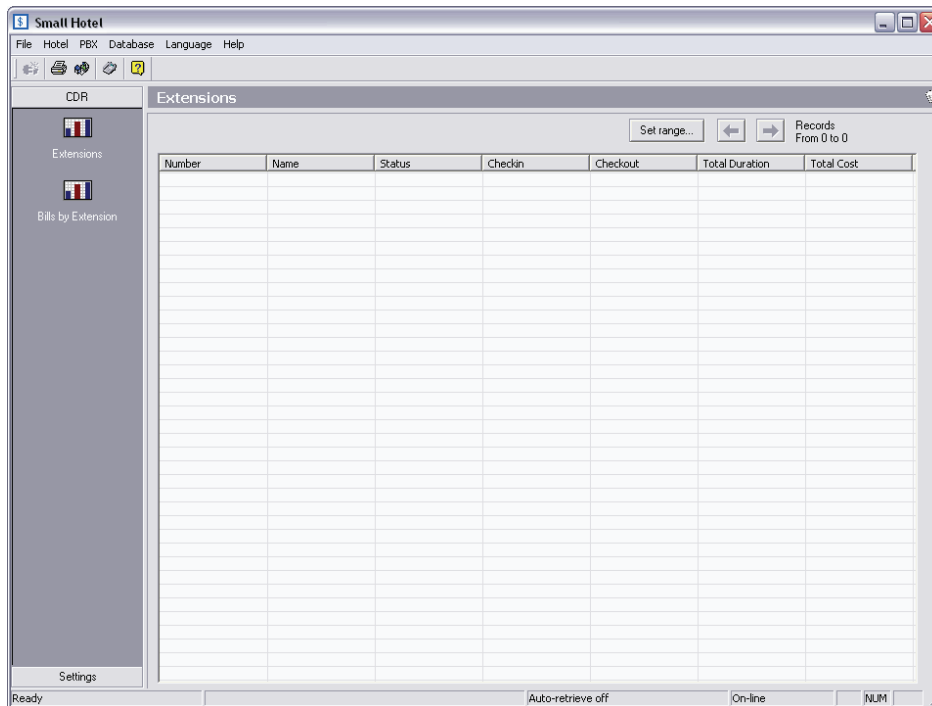 Small Hotel
File Hotel PBX Database Language Help
CDR
Extensions
Bills by Extension
Settings
Extensions
Set range...
Records
From 0 to 0
Number Name Status Checkin Checkout Total Duration Total Cost
Ready Auto-retrieve off On-line NUM